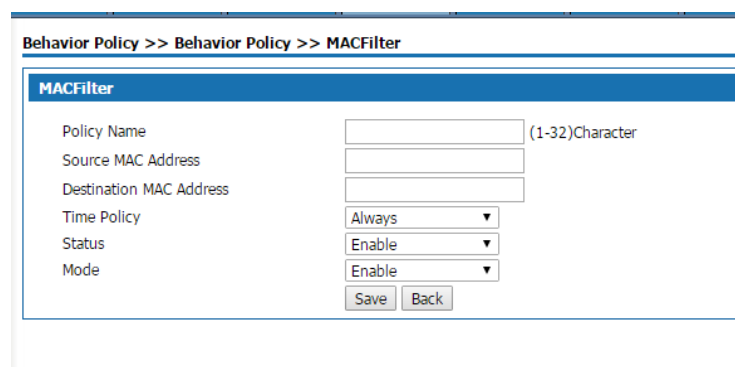 Behavior Policy >> Behavior Policy >> MACFilter
MACFilter
Policy Name (1-32)Character
Source MAC Address
Destination MAC Address
Time Policy Always
Status Enable
Mode Enable
Save Back